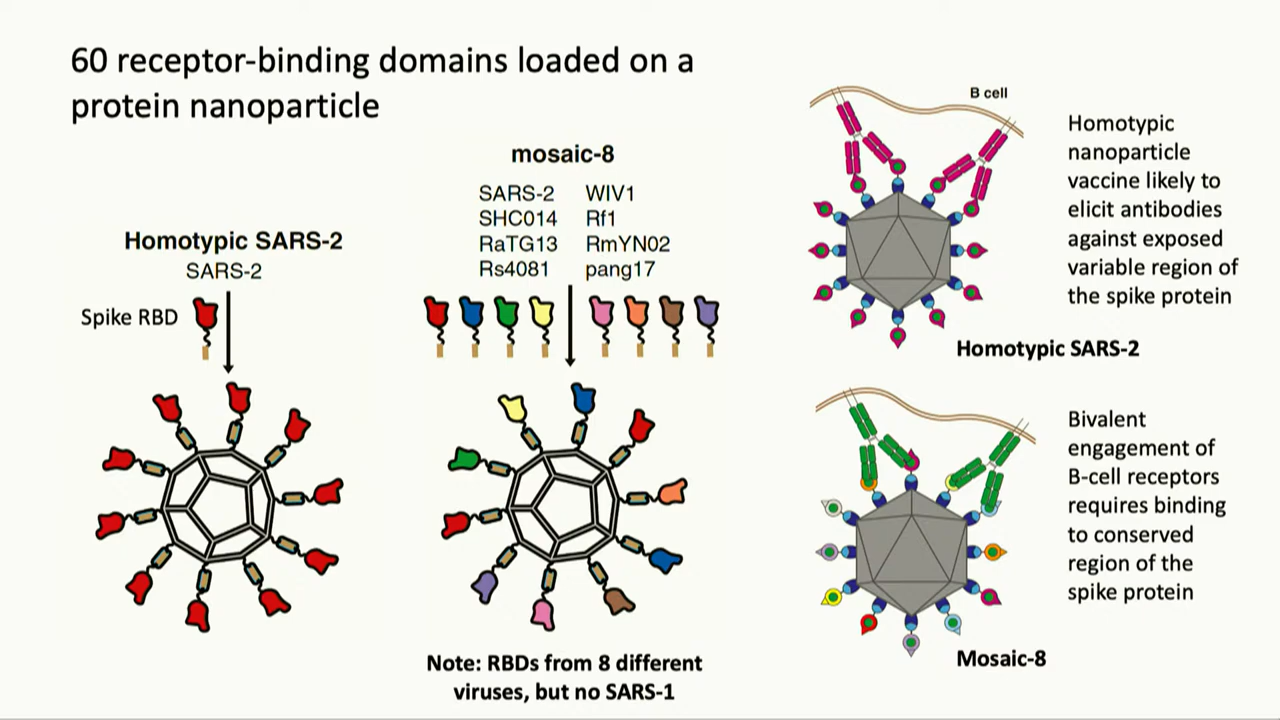 60 receptor-binding domains loaded on a
protein nanoparticle
Homotypic SARS-2
SARS-2
Spike RBD
mosaic-8
SARS-2 WIV1
SHC014 Rf1
RaTG13 RmYN02
Rs4081 pang17
Note: RBDs from 8 different
viruses, but no SARS-1
B cell
Homotypic
nanoparticle
vaccine likely to
elicit antibodies
against exposed
variable region of
the spike protein
Homotypic SARS-2
Bivalent
engagement of
B-cell receptors
requires binding
to conserved
region of the
spike protein
Mosaic-8